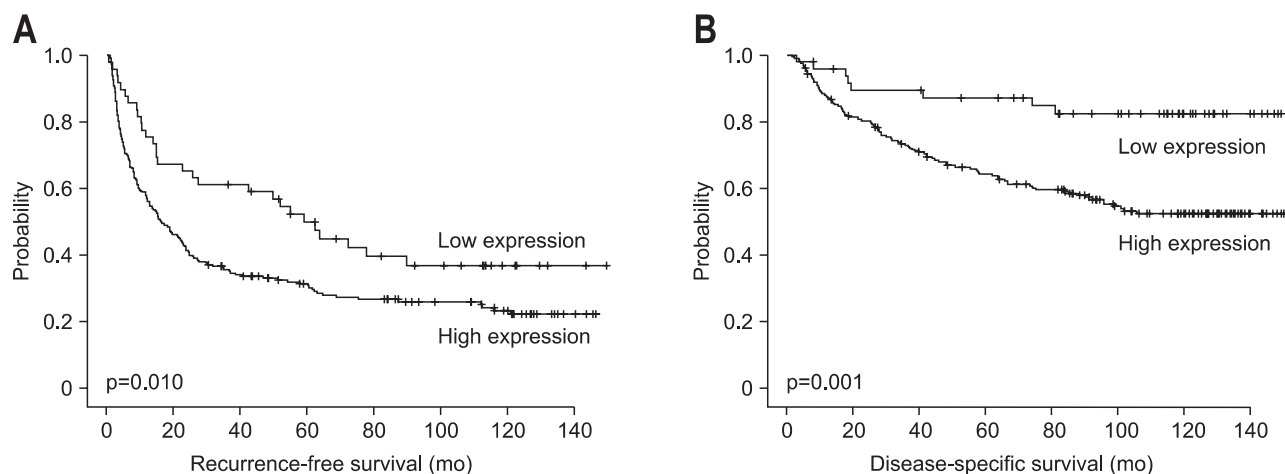 A
1.0
0.8
0.6
0.4
0.2
0
Probability
Low expression
High expression
p=0.010
0 20 40 60 80 100 120 140
Recurrence-free survival (mo)
B
1.0
0.8
0.6
0.4
0.2
0
Probability
Low expression
High expression
p=0.001
0 20 40 60 80 100 120 140
Disease-specific survival (mo)